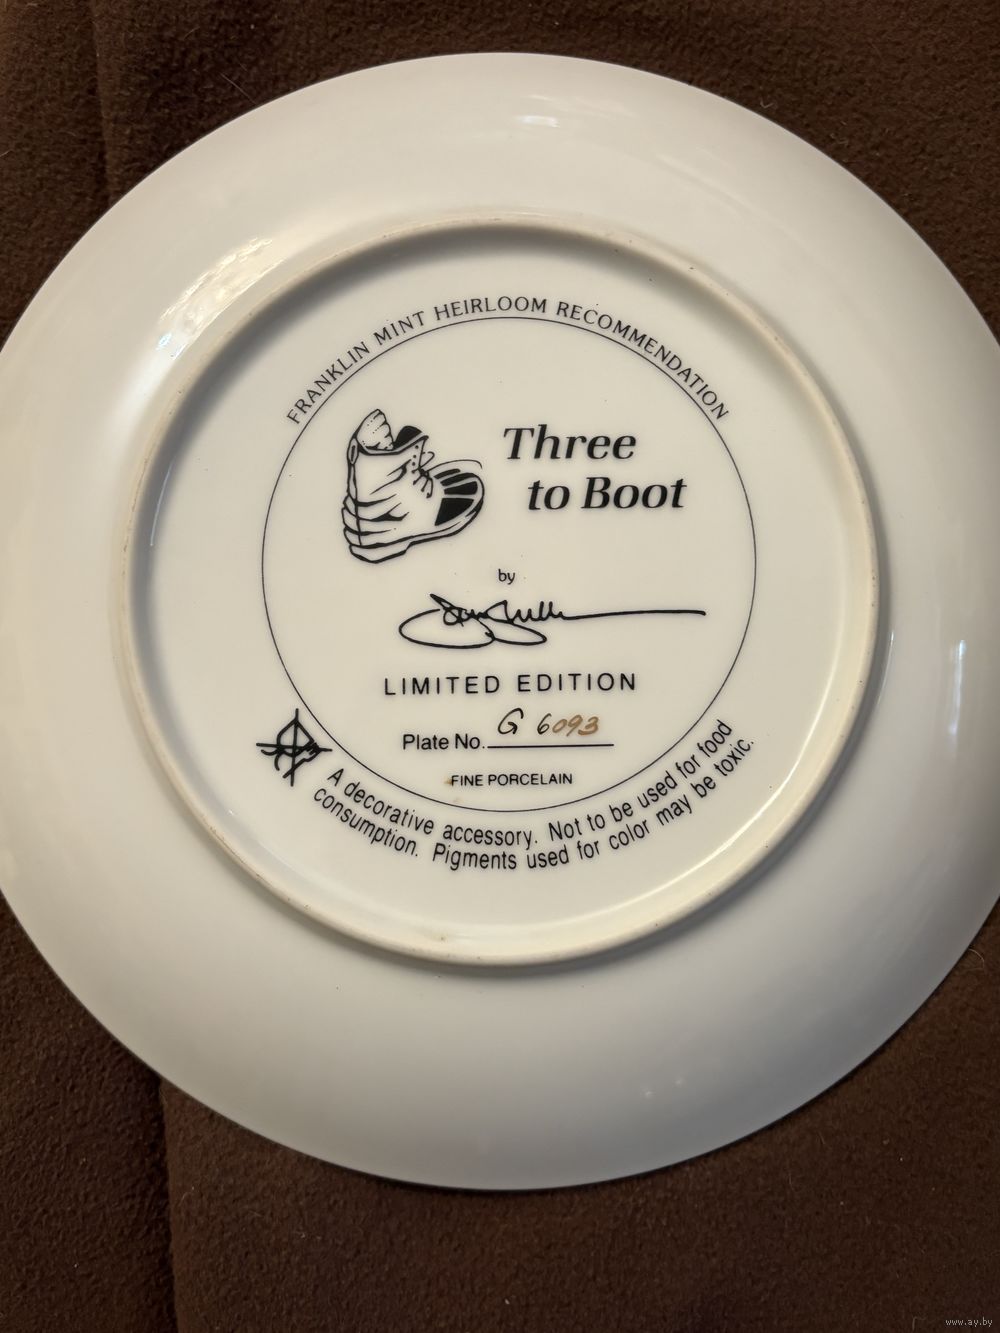 FRANKLIN MINT HEIRLOOM RECOMMENDATION
Three
to Boot
by
LIMITED EDITION
Plate No. G 6093
FINE PORCELAIN
A decorative accessory. Not to be used for food
consumption. Pigments used for color may be toxic.
www.ay.by